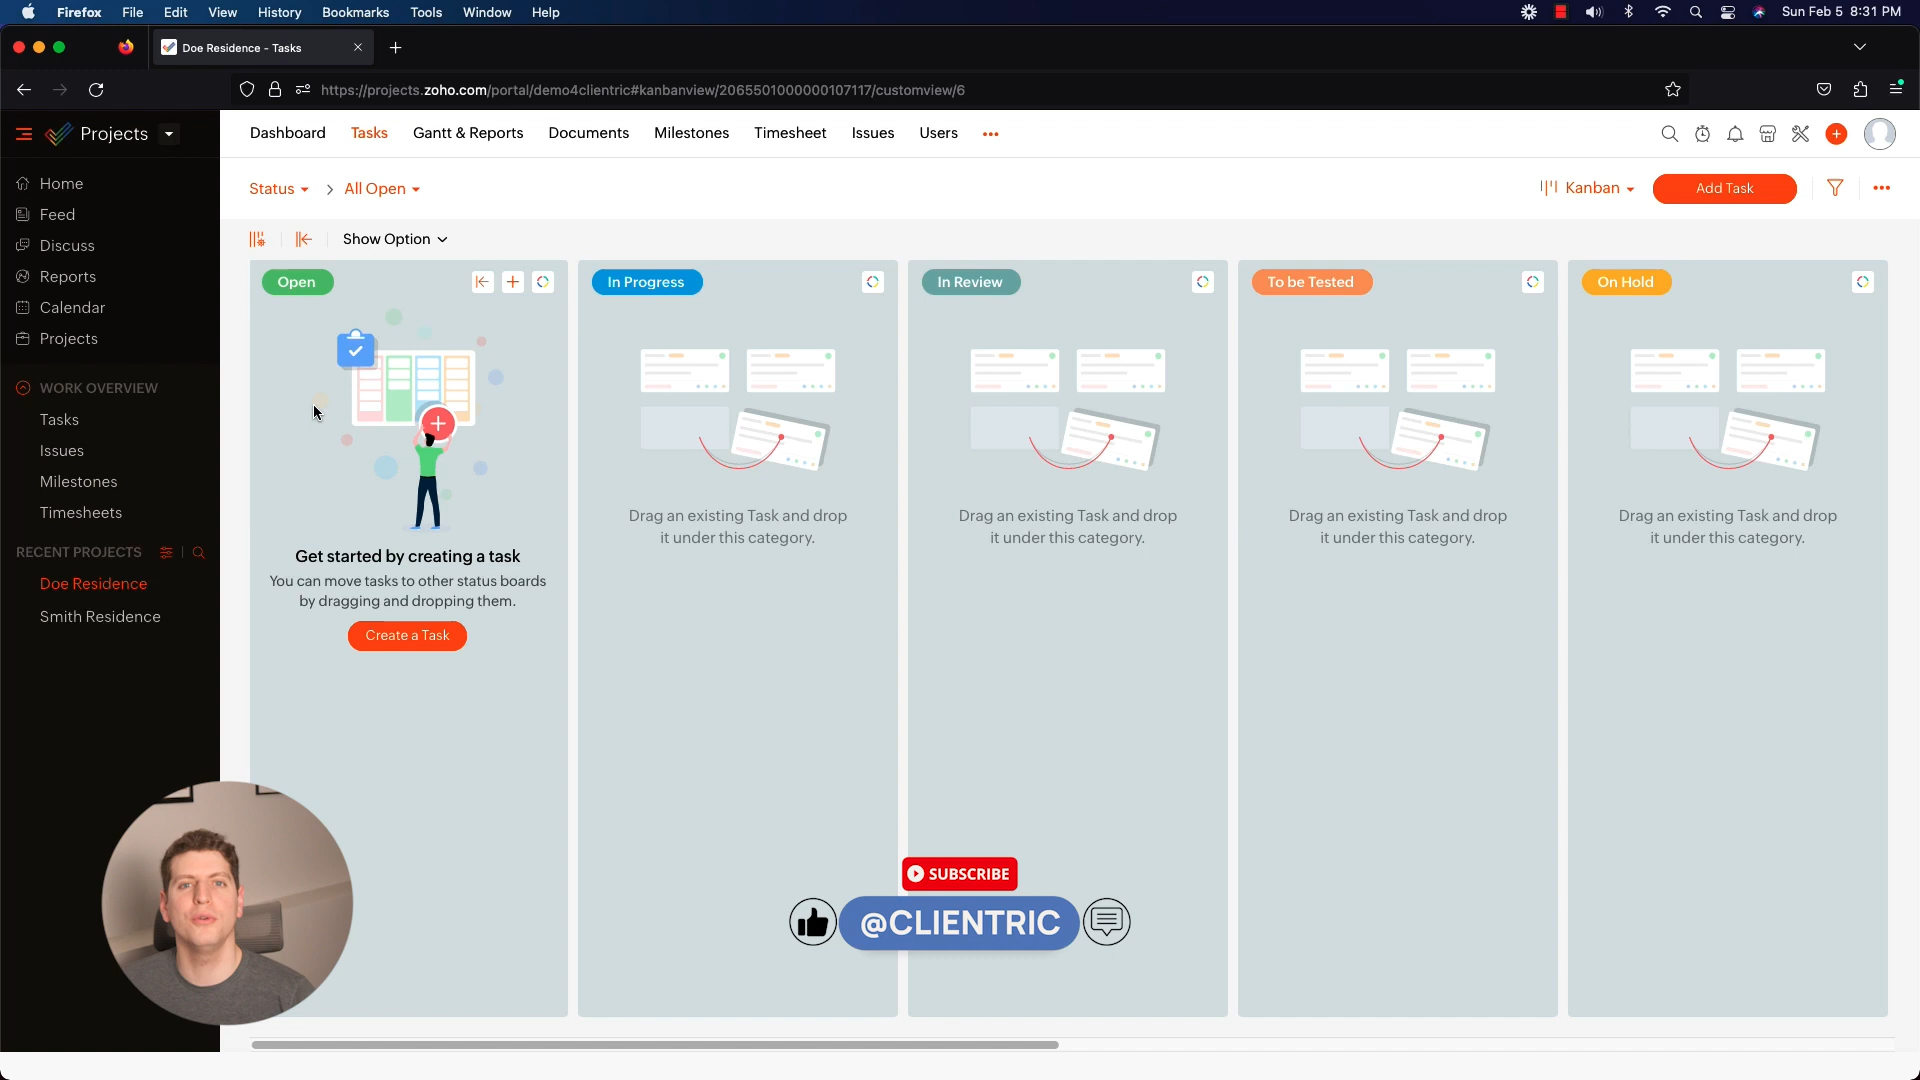 Firefox File Edit View History Bookmarks Tools Window Help
Sun Feb 5 8:31 PM
Doe Residence - Tasks
https://projects.zoho.com/portal/demo4clientric#kanbanview/2065501000000107117/customview/6
Projects
Dashboard Tasks Gantt & Reports Documents Milestones Timesheet Issues Users
Home
Feed
Discuss
Reports
Calendar
Projects
WORK OVERVIEW
Tasks
Issues
Milestones
Timesheets
RECENT PROJECTS
Doe Residence
Smith Residence
Status > All Open
Kanban
Add Task
Show Option
Open
Get started by creating a task
You can move tasks to other status boards
by dragging and dropping them.
Create a Task
In Progress
Drag an existing Task and drop
it under this category.
In Review
Drag an existing Task and drop
it under this category.
To be Tested
Drag an existing Task and drop
it under this category.
On Hold
Drag an existing Task and drop
it under this category.
SUBSCRIBE
@CLIENTRIC